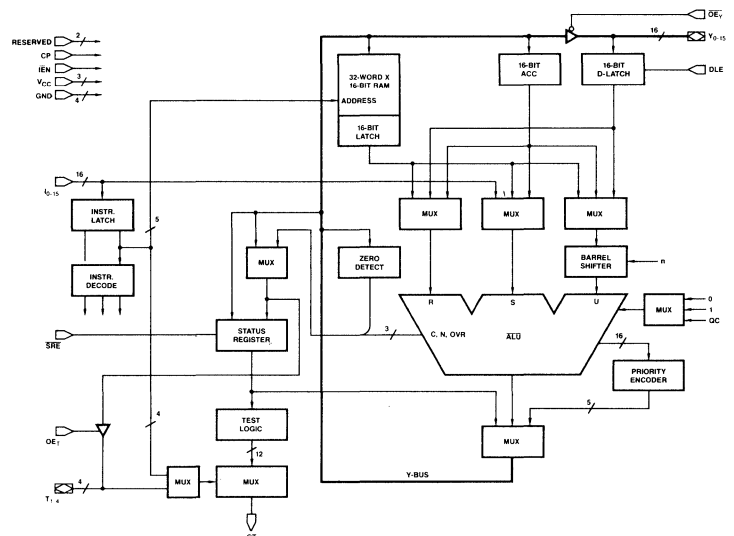 RESERVED 2
CP
IEN
VCC 3
GND 4
OEY
16 Y0-15
DLE
32-WORD X
16-BIT RAM
ADDRESS
16-BIT
LATCH
16-BIT
ACC
16-BIT
D-LATCH
I0-15 16
INSTR.
LATCH
5
INSTR.
DECODE
MUX
ZERO
DETECT
MUX
MUX
MUX
BARREL
SHIFTER
n
SRE
STATUS
REGISTER
3
R
S
U
C, N, OVR
ALU
MUX
0
1
QC
16
PRIORITY
ENCODER
5
OET
4
TEST
LOGIC
12
MUX
T1-4 4
MUX
MUX
Y-BUS